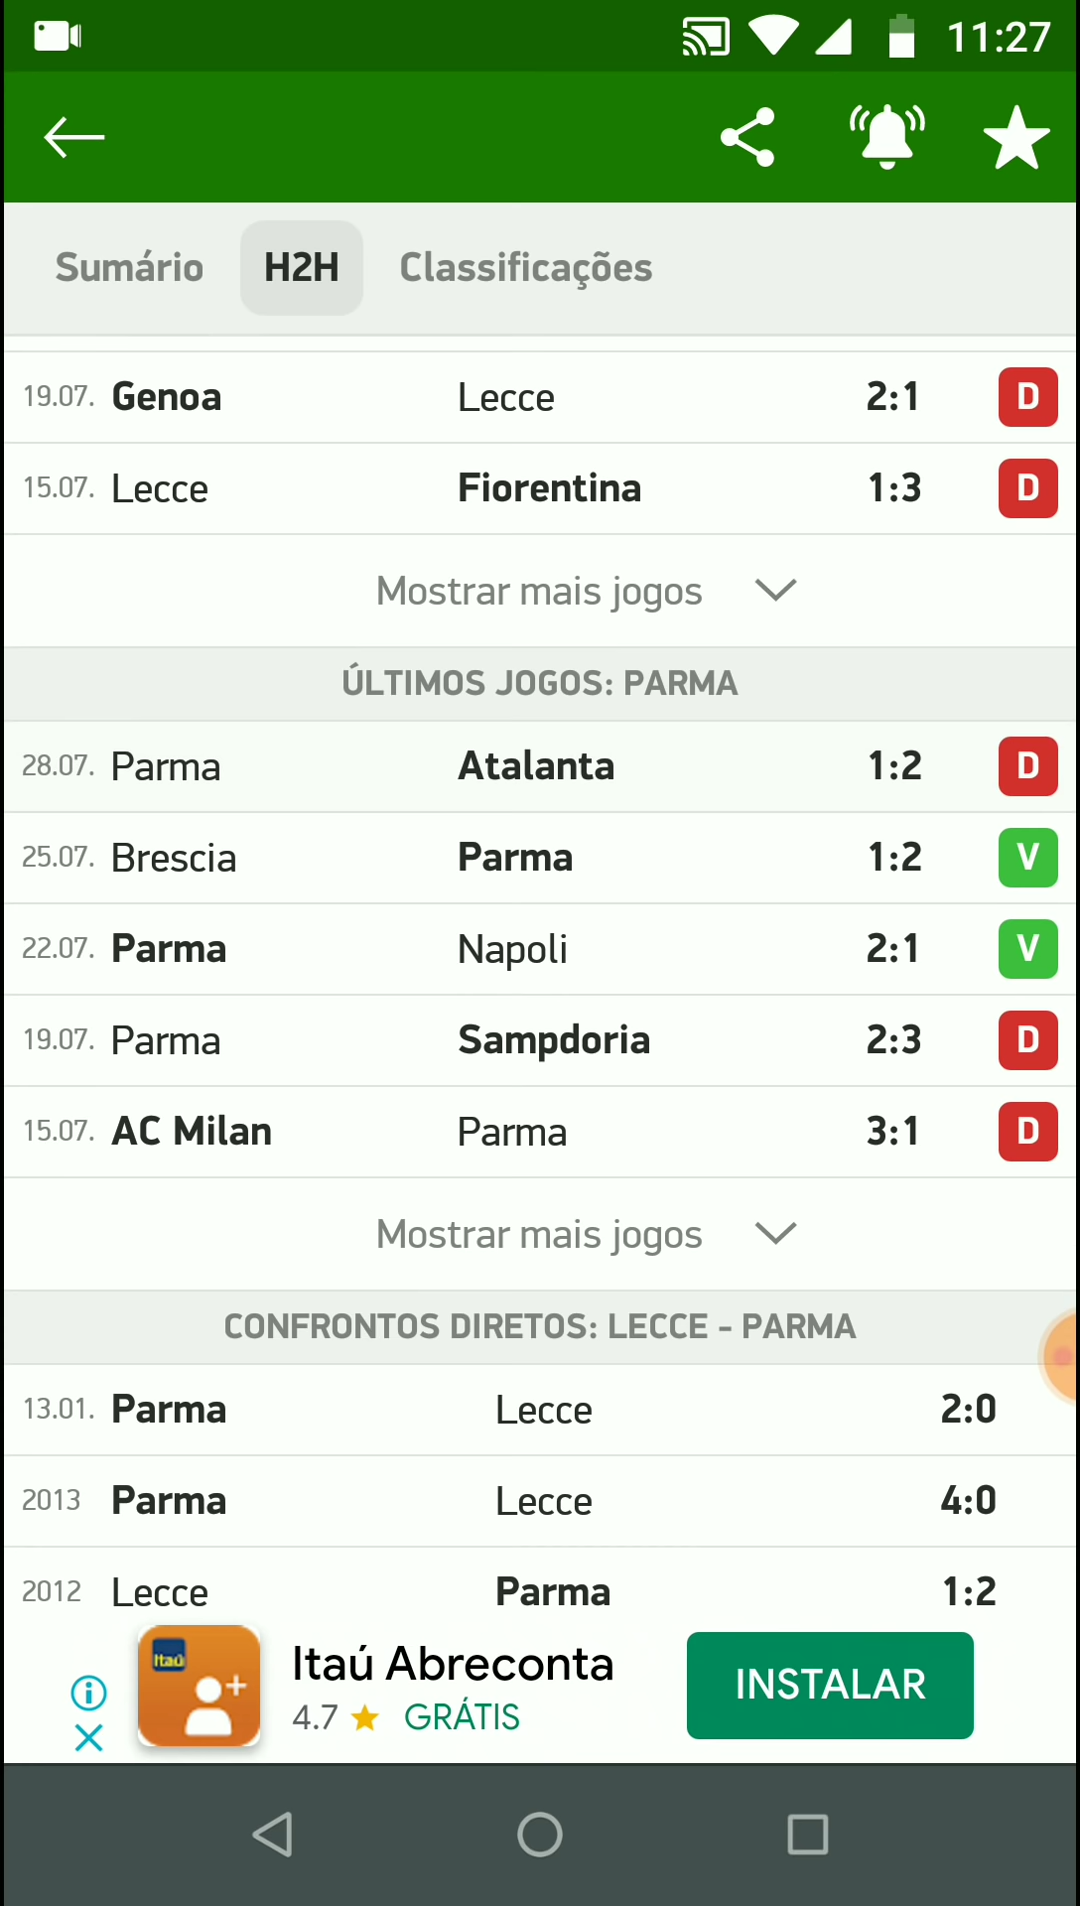 11:27
Sumário H2H Classificações
19.07. Genoa Lecce 2:1 D
15.07. Lecce Fiorentina 1:3 D
Mostrar mais jogos
ÚLTIMOS JOGOS: PARMA
28.07. Parma Atalanta 1:2 D
25.07. Brescia Parma 1:2 V
22.07. Parma Napoli 2:1 V
19.07. Parma Sampdoria 2:3 D
15.07. AC Milan Parma 3:1 D
Mostrar mais jogos
CONFRONTOS DIRETOS: LECCE - PARMA
13.01. Parma Lecce 2:0
2013 Parma Lecce 4:0
2012 Lecce Parma 1:2
Itaú
Itaú Abreconta
4.7 GRÁTIS
INSTALAR